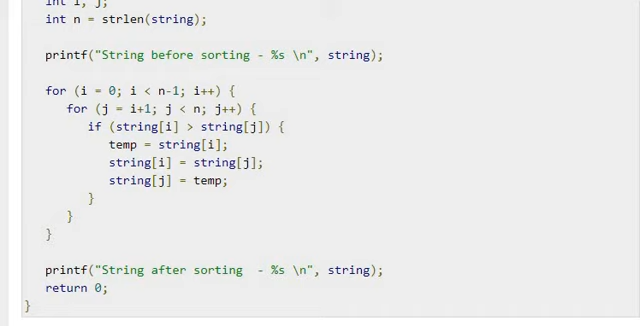 int i, j;
int n = strlen(string);
printf("String before sorting - %s \n", string);
for (i = 0; i < n-1; i++) {
for (j = i+1; j < n; j++) {
if (string[i] > string[j]) {
temp = string[i];
string[i] = string[j];
string[j] = temp;
}
}
}
printf("String after sorting  - %s \n", string);
return 0;
}